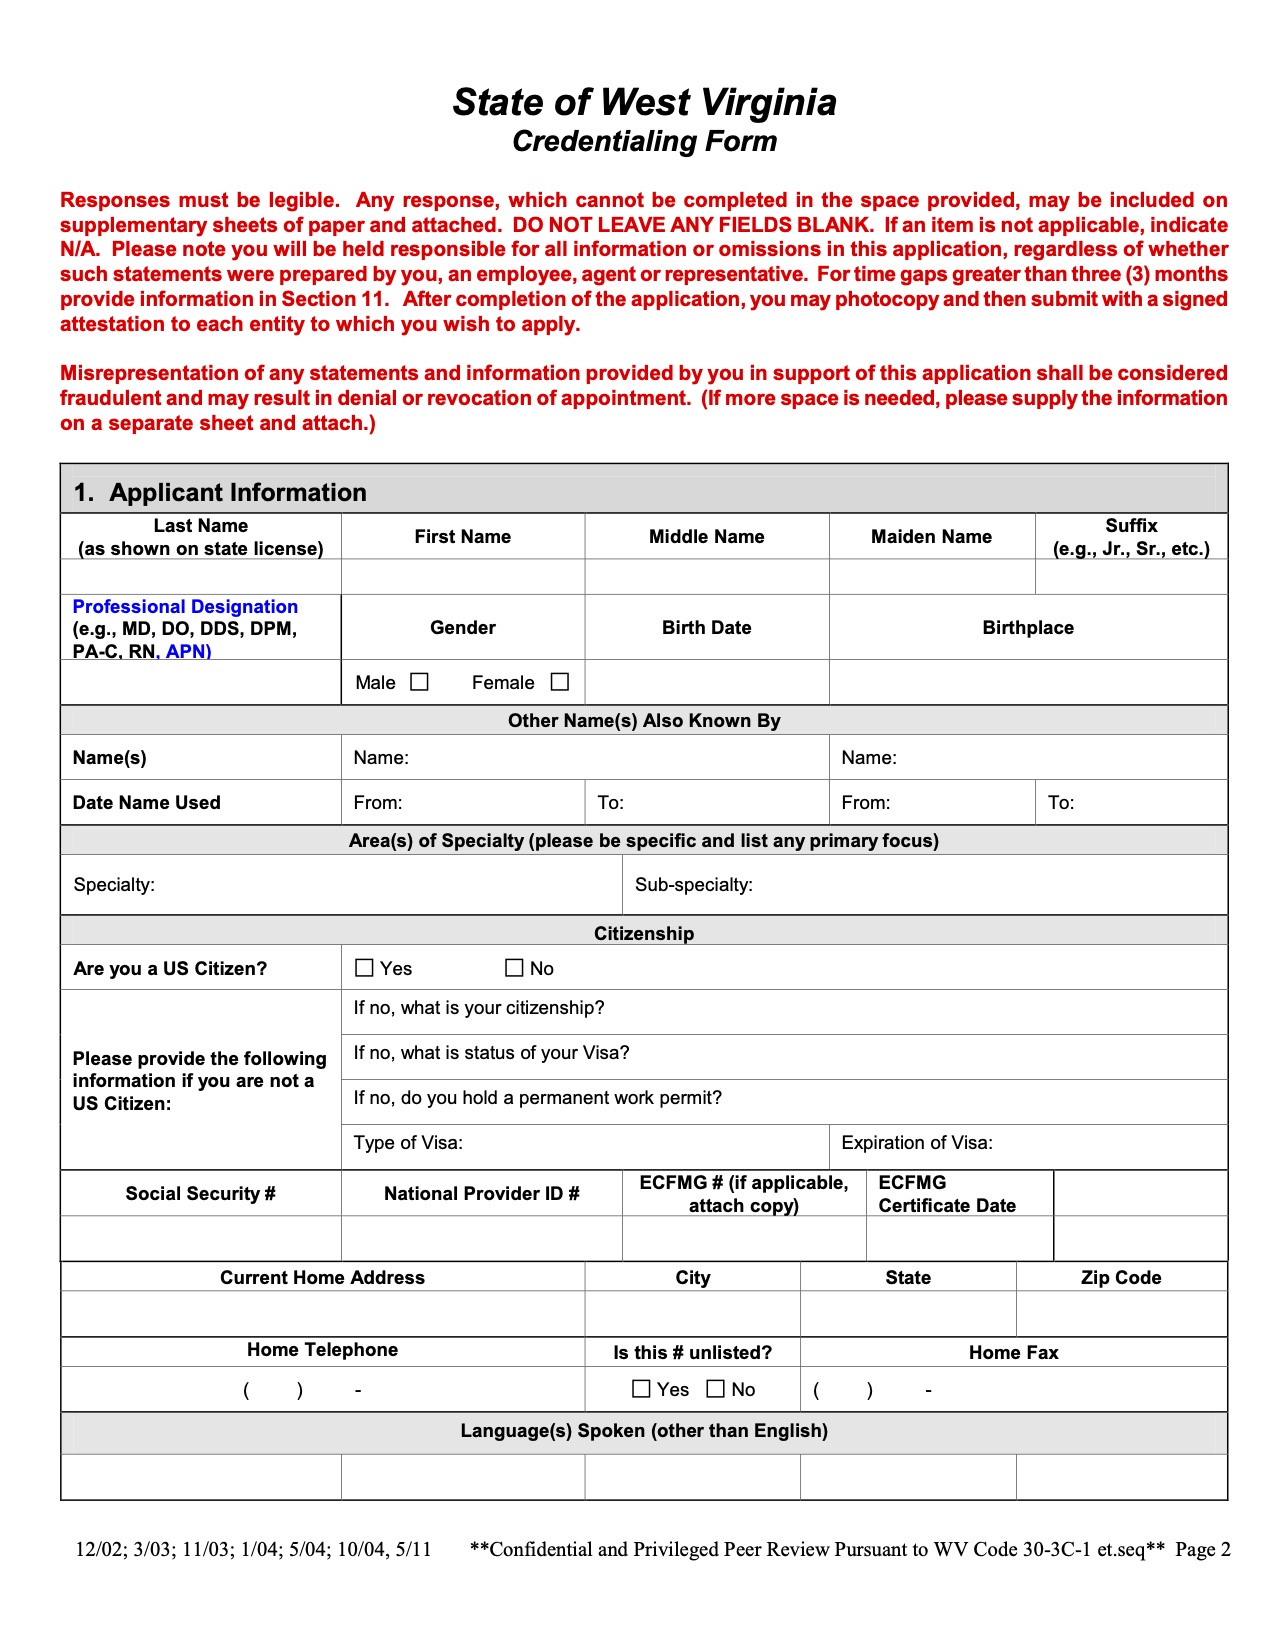 State of West Virginia
Credentialing Form
Responses must be legible. Any response, which cannot be completed in the space provided, may be included on
supplementary sheets of paper and attached. DO NOT LEAVE ANY FIELDS BLANK. If an item is not applicable, indicate
N/A. Please note you will be held responsible for all information or omissions in this application, regardless of whether
such statements were prepared by you, an employee, agent or representative. For time gaps greater than three (3) months
provide information in Section 11. After completion of the application, you may photocopy and then submit with a signed
attestation to each entity to which you wish to apply.
Misrepresentation of any statements and information provided by you in support of this application shall be considered
fraudulent and may result in denial or revocation of appointment. (If more space is needed, please supply the information
on a separate sheet and attach.)
1. Applicant Information
Last Name
(as shown on state license)
First Name
Middle Name
Maiden Name
Suffix
(e.g., Jr., Sr., etc.)
Professional Designation
(e.g., MD, DO, DDS, DPM,
PA-C, RN, APN)
Gender
Birth Date
Birthplace
Male ☐ Female ☐
Other Name(s) Also Known By
Name(s)
Name:
Name:
Date Name Used
From:
To:
From:
To:
Area(s) of Specialty (please be specific and list any primary focus)
Specialty:
Sub-specialty:
Citizenship
Are you a US Citizen?
☐ Yes ☐ No
Please provide the following
information if you are not a
US Citizen:
If no, what is your citizenship?
If no, what is status of your Visa?
If no, do you hold a permanent work permit?
Type of Visa:
Expiration of Visa:
Social Security #
National Provider ID #
ECFMG # (if applicable,
attach copy)
ECFMG
Certificate Date
Current Home Address
City
State
Zip Code
Home Telephone
Is this # unlisted?
Home Fax
( ) -
☐ Yes ☐ No
( ) -
Language(s) Spoken (other than English)
12/02; 3/03; 11/03; 1/04; 5/04; 10/04, 5/11 **Confidential and Privileged Peer Review Pursuant to WV Code 30-3C-1 et.seq** Page 2